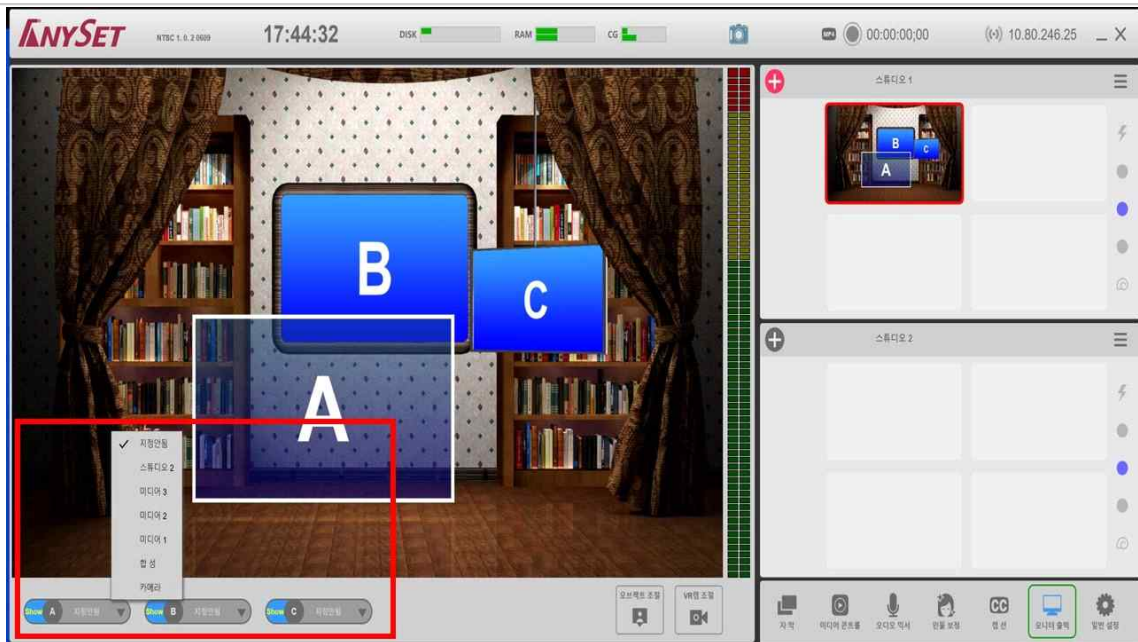 ANYSET
NTSC 1. 0. 2 0609
17:44:32
DISK
RAM
CG
MP4
00:00:00;00
10.80.246.25
스튜디오 1
B
C
A
B
C
A
스튜디오 2
지정안됨
스튜디오 2
미디어 3
미디어 2
미디어 1
합 성
카메라
Show A 지정안됨
Show B 지정안됨
Show C 지정안됨
오브젝트 조절
VR캠 조절
자 막
미디어 콘트롤
오디오 믹서
인물 보정
CC
캡 션
모니터 출력
일반 설정